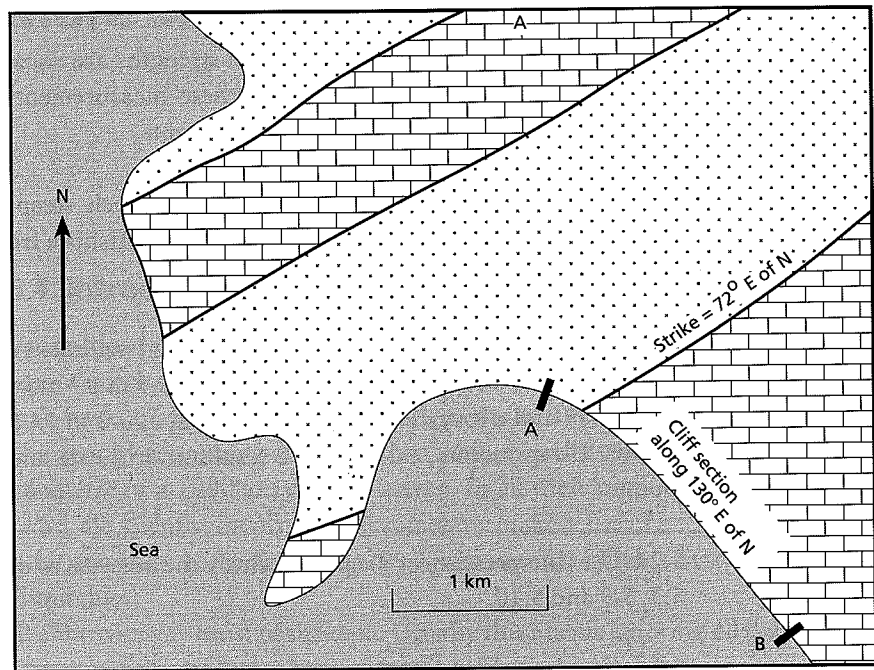 A
N
Strike = 72° E of N
A
Cliff section
along 130° E of N
Sea
1 km
B